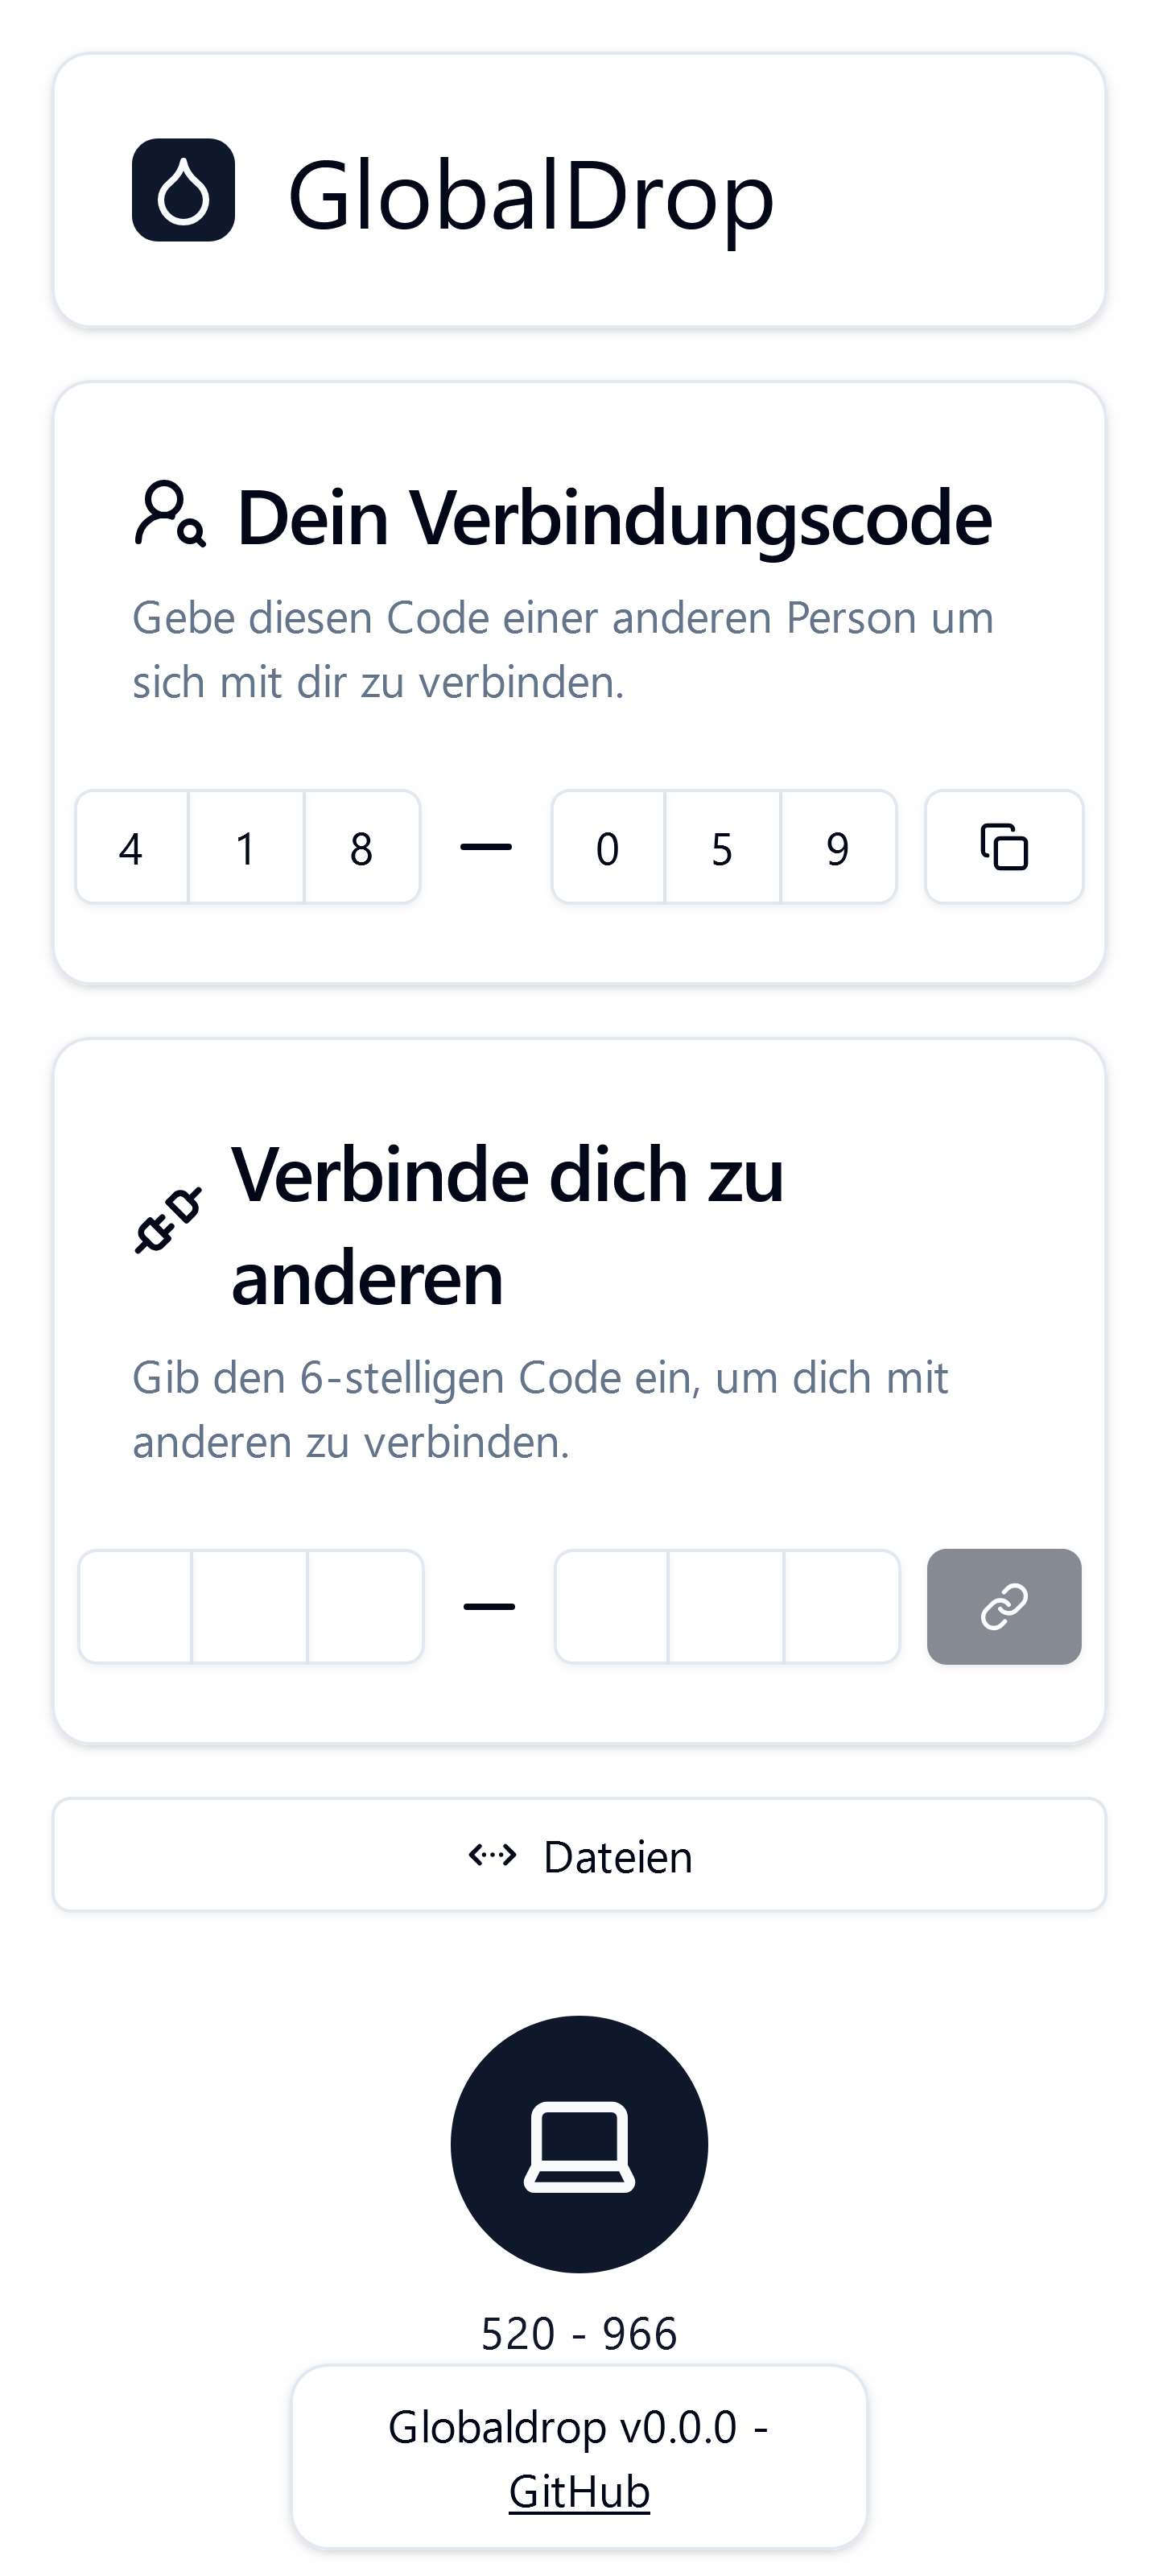 GlobalDrop
Dein Verbindungscode
Gebe diesen Code einer anderen Person um
sich mit dir zu verbinden.
4 1 8 — 0 5 9
Verbinde dich zu
anderen
Gib den 6-stelligen Code ein, um dich mit
anderen zu verbinden.
Dateien
520 - 966
Globaldrop v0.0.0 -
GitHub